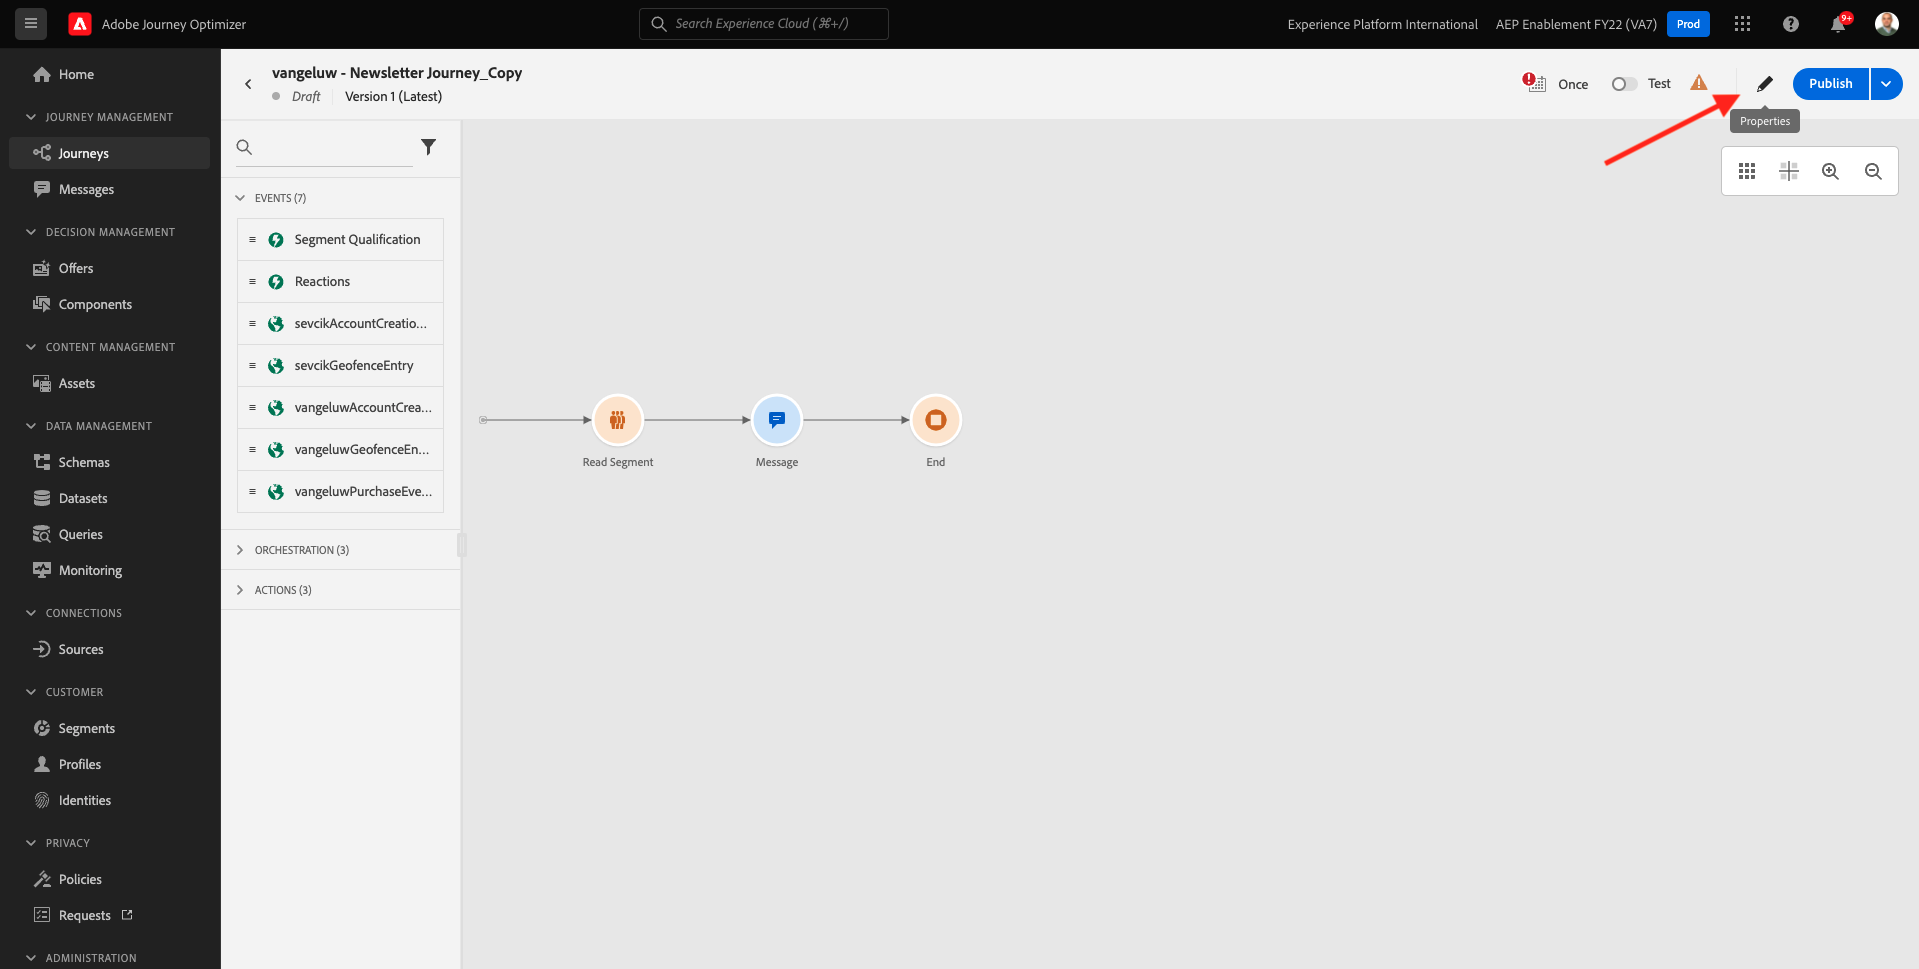 Adobe Journey Optimizer
Search Experience Cloud (⌘+/)
Experience Platform International
AEP Enablement FY22 (VA7)
Prod
9+
Home
JOURNEY MANAGEMENT
Journeys
Messages
DECISION MANAGEMENT
Offers
Components
CONTENT MANAGEMENT
Assets
DATA MANAGEMENT
Schemas
Datasets
Queries
Monitoring
CONNECTIONS
Sources
CUSTOMER
Segments
Profiles
Identities
PRIVACY
Policies
Requests
ADMINISTRATION
vangeluw - Newsletter Journey_Copy
Draft
Version 1 (Latest)
Once
Test
Publish
Properties
EVENTS (7)
Segment Qualification
Reactions
sevcikAccountCreatio...
sevcikGeofenceEntry
vangeluwAccountCrea...
vangeluwGeofenceEn...
vangeluwPurchaseEve...
ORCHESTRATION (3)
ACTIONS (3)
Read Segment
Message
End